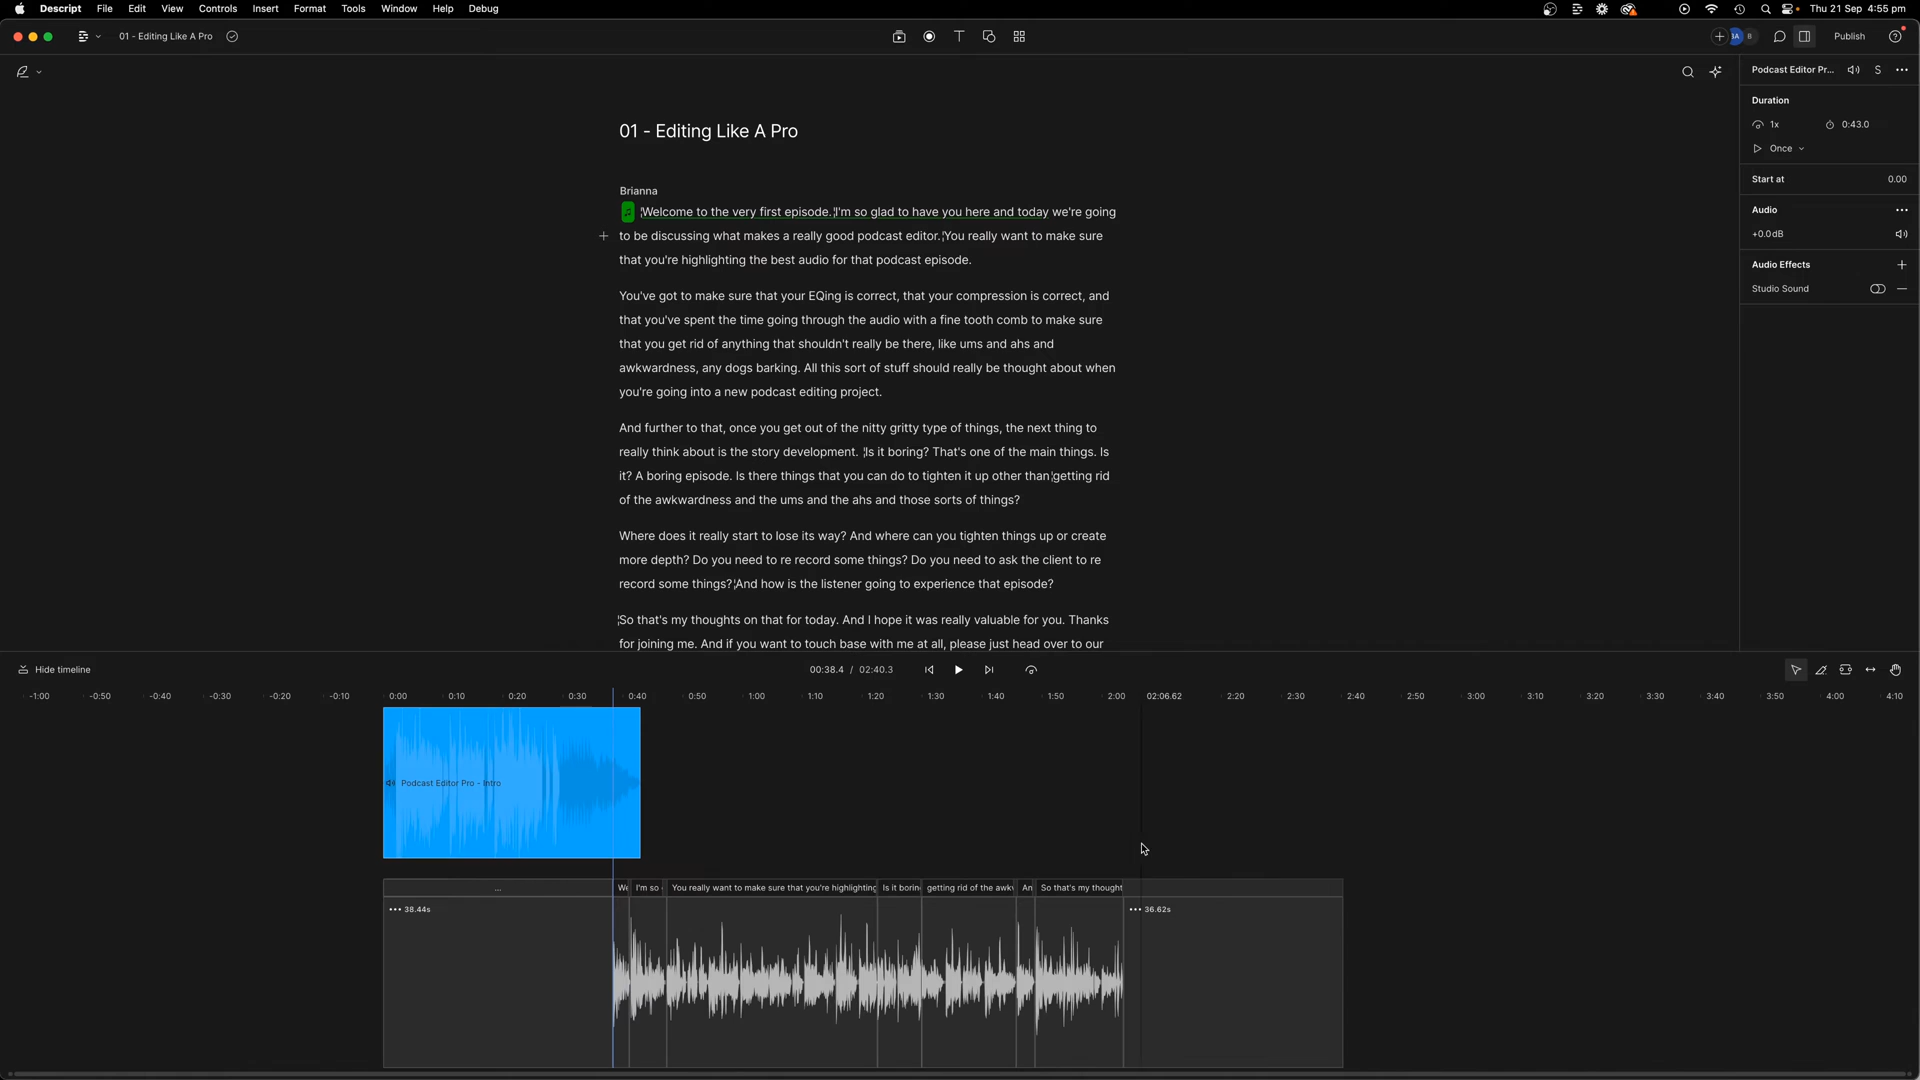 Descript File Edit View Controls Insert Format Tools Window Help Debug Thu 21 Sep 4:55 pm
01 - Editing Like A Pro Publish
Podcast Editor Pr... S
Duration
1x 0:43.0
Once
Start at 0.00
Audio
+0.0dB
Audio Effects
Studio Sound
01 - Editing Like A Pro
Brianna
Welcome to the very first episode. I'm so glad to have you here and today we're going
to be discussing what makes a really good podcast editor. You really want to make sure
that you're highlighting the best audio for that podcast episode.
You've got to make sure that your EQing is correct, that your compression is correct, and
that you've spent the time going through the audio with a fine tooth comb to make sure
that you get rid of anything that shouldn't really be there, like ums and ahs and
awkwardness, any dogs barking. All this sort of stuff should really be thought about when
you're going into a new podcast editing project.
And further to that, once you get out of the nitty gritty type of things, the next thing to
really think about is the story development. Is it boring? That's one of the main things. Is
it? A boring episode. Is there things that you can do to tighten it up other than getting rid
of the awkwardness and the ums and the ahs and those sorts of things?
Where does it really start to lose its way? And where can you tighten things up or create
more depth? Do you need to re record some things? Do you need to ask the client to re
record some things? And how is the listener going to experience that episode?
So that's my thoughts on that for today. And I hope it was really valuable for you. Thanks
for joining me. And if you want to touch base with me at all, please just head over to our
Hide timeline 00:38.4 / 02:40.3
-1:00 -0:50 -0:40 -0:30 -0:20 -0:10 0:00 0:10 0:20 0:30 0:40 0:50 1:00 1:10 1:20 1:30 1:40 1:50 2:00 02:06.62 2:20 2:30 2:40 2:50 3:00 3:10 3:20 3:30 3:40 3:50 4:00 4:10
Podcast Editor Pro - Intro
... We I'm so You really want to make sure that you're highlighting Is it borin getting rid of the awk An So that's my thought
38.44s 36.62s